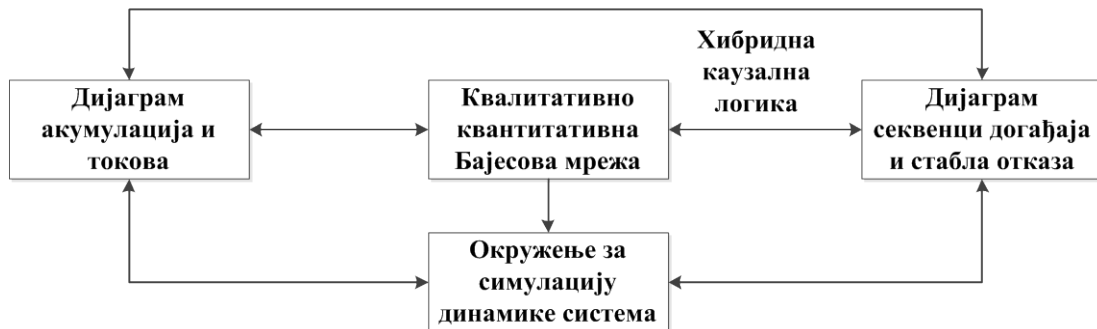 Хибридна
каузална
логика
Дијаграм
акумулација и
токова
Квалитативно
квантитативна
Бајесова мрежа
Дијаграм
секвенци догађаја
и стабла отказа
Окружење за
симулацију
динамике система